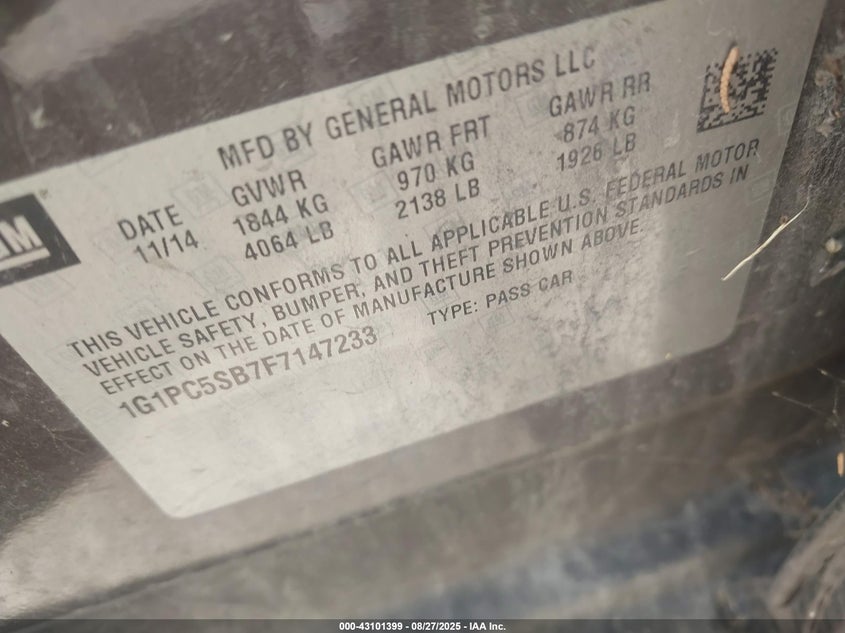 MFD BY GENERAL MOTORS LLC
DATE GVWR GAWR FRT GAWR RR
11/14 1844 KG 970 KG 874 KG
4064 LB 2138 LB 1926 LB
THIS VEHICLE CONFORMS TO ALL APPLICABLE U.S. FEDERAL MOTOR
VEHICLE SAFETY, BUMPER, AND THEFT PREVENTION STANDARDS IN
EFFECT ON THE DATE OF MANUFACTURE SHOWN ABOVE.
1G1PC5SB7F7147233 TYPE: PASS CAR
GM
000-43101399 - 08/27/2025 - IAA Inc.